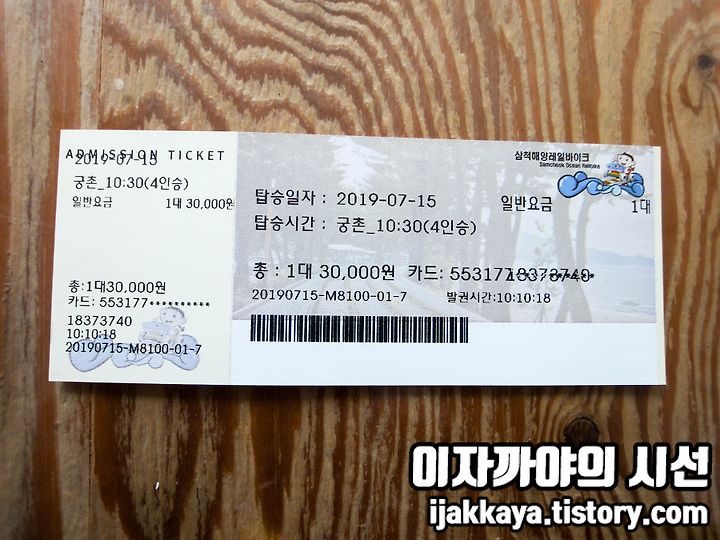 ADMISSION TICKET
2019-07-15
궁촌_10:30(4인승)
일반요금 1대 30,000원
총:1대30,000원
카드: 553177**********
18373740
10:10:18
20190715-M8100-01-7
삼척해양레일바이크
Samcheok Ocean Railbike
탑승일자 : 2019-07-15 일반요금 1대
탑승시간 : 궁촌_10:30(4인승)
총 : 1대 30,000원 카드: 553177
20190715-M8100-01-7 발권시간:10:10:18
이자까야의 시선
ijakkaya.tistory.com